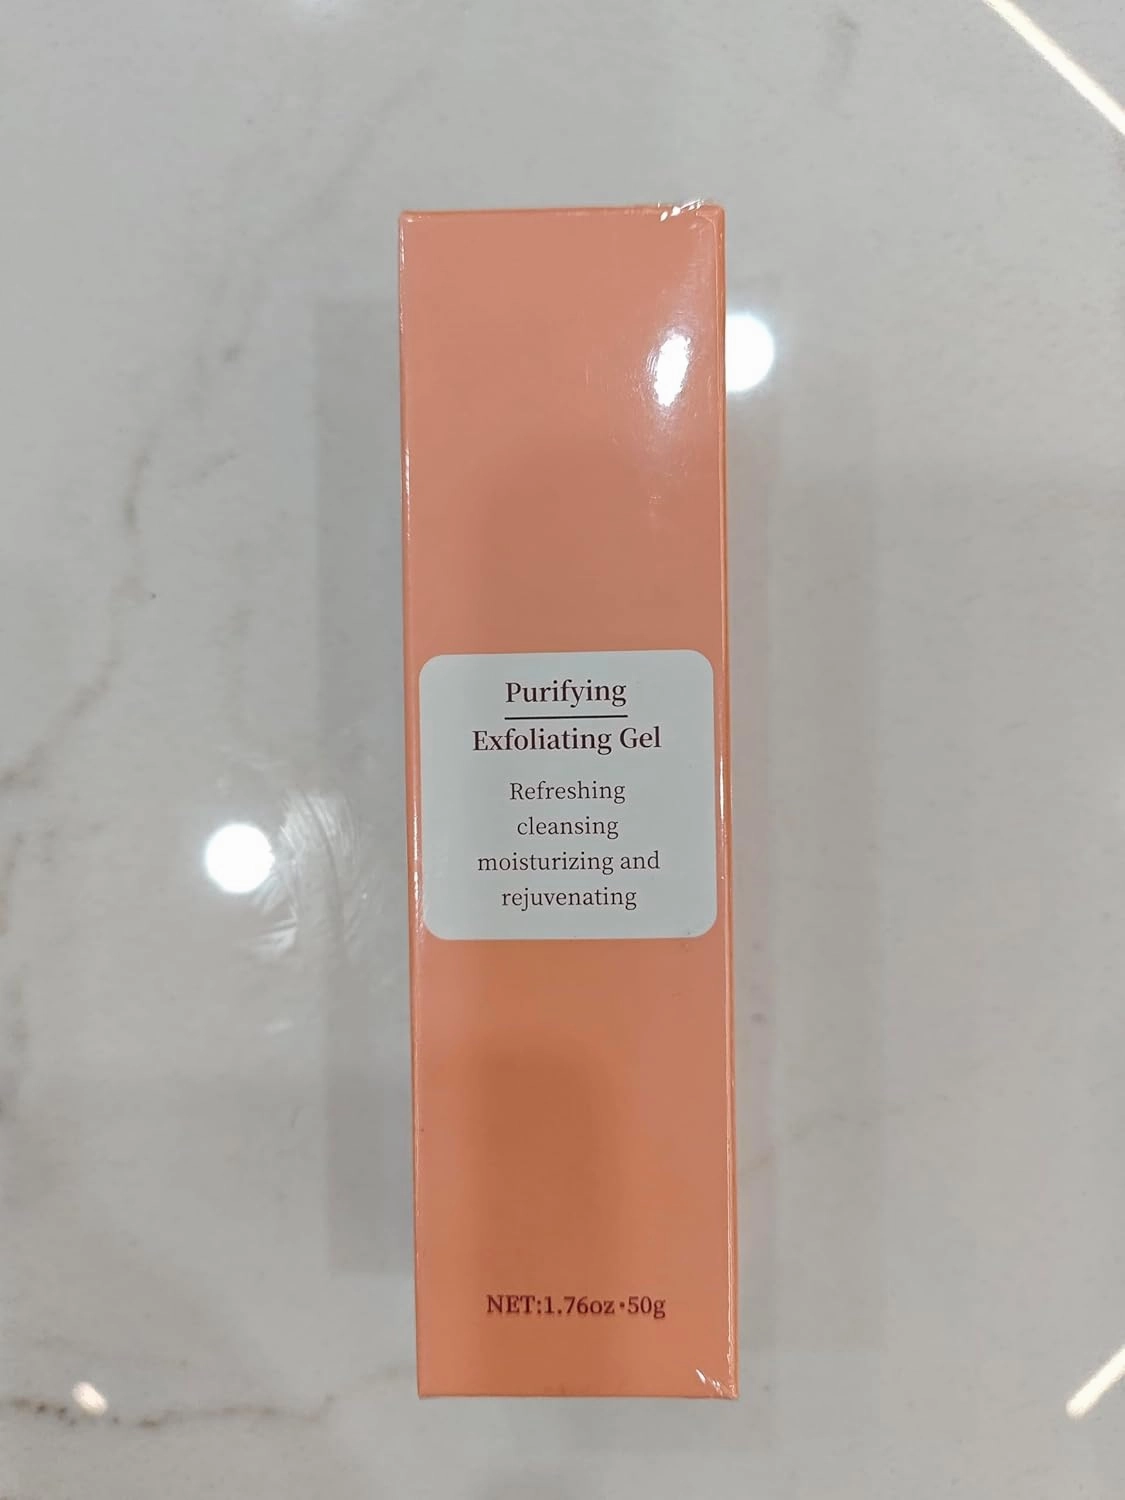 Purifying
Exfoliating Gel
Refreshing
cleansing
moisturizing and
rejuvenating
NET:1.76oz·50g